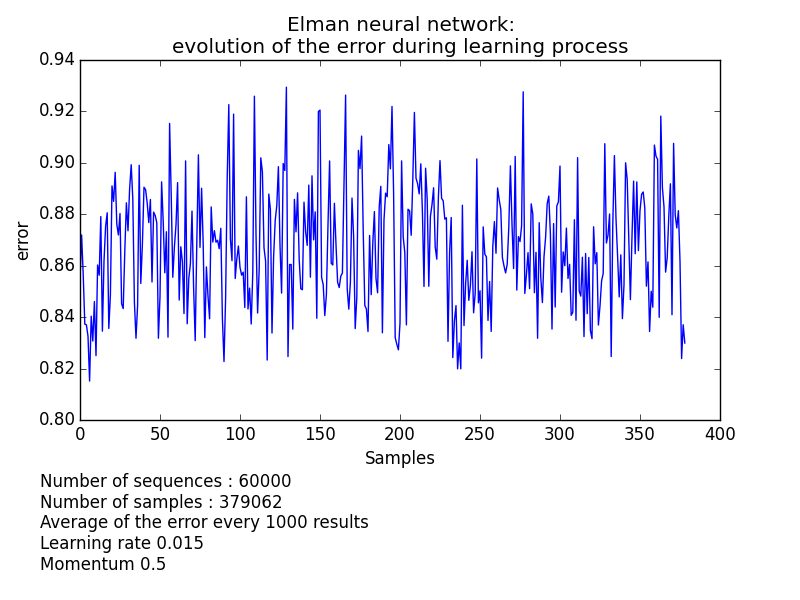 Elman neural network:
evolution of the error during learning process
0.94
0.92
0.90
0.88
0.86
0.84
0.82
0.80
error
0 50 100 150 200 250 300 350 400
Samples
Number of sequences : 60000
Number of samples : 379062
Average of the error every 1000 results
Learning rate 0.015
Momentum 0.5